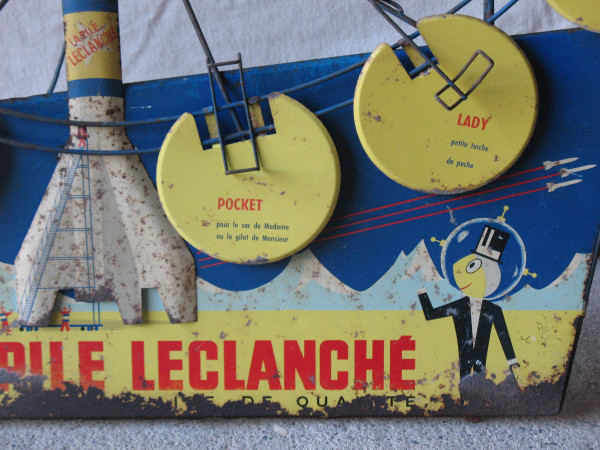 LA PILE
LECLANCHÉ
LADY
petite torche
de poche
POCKET
pour le sac de Madame
ou le gilet de Monsieur
PILE LECLANCHÉ
DE QUALITÉ